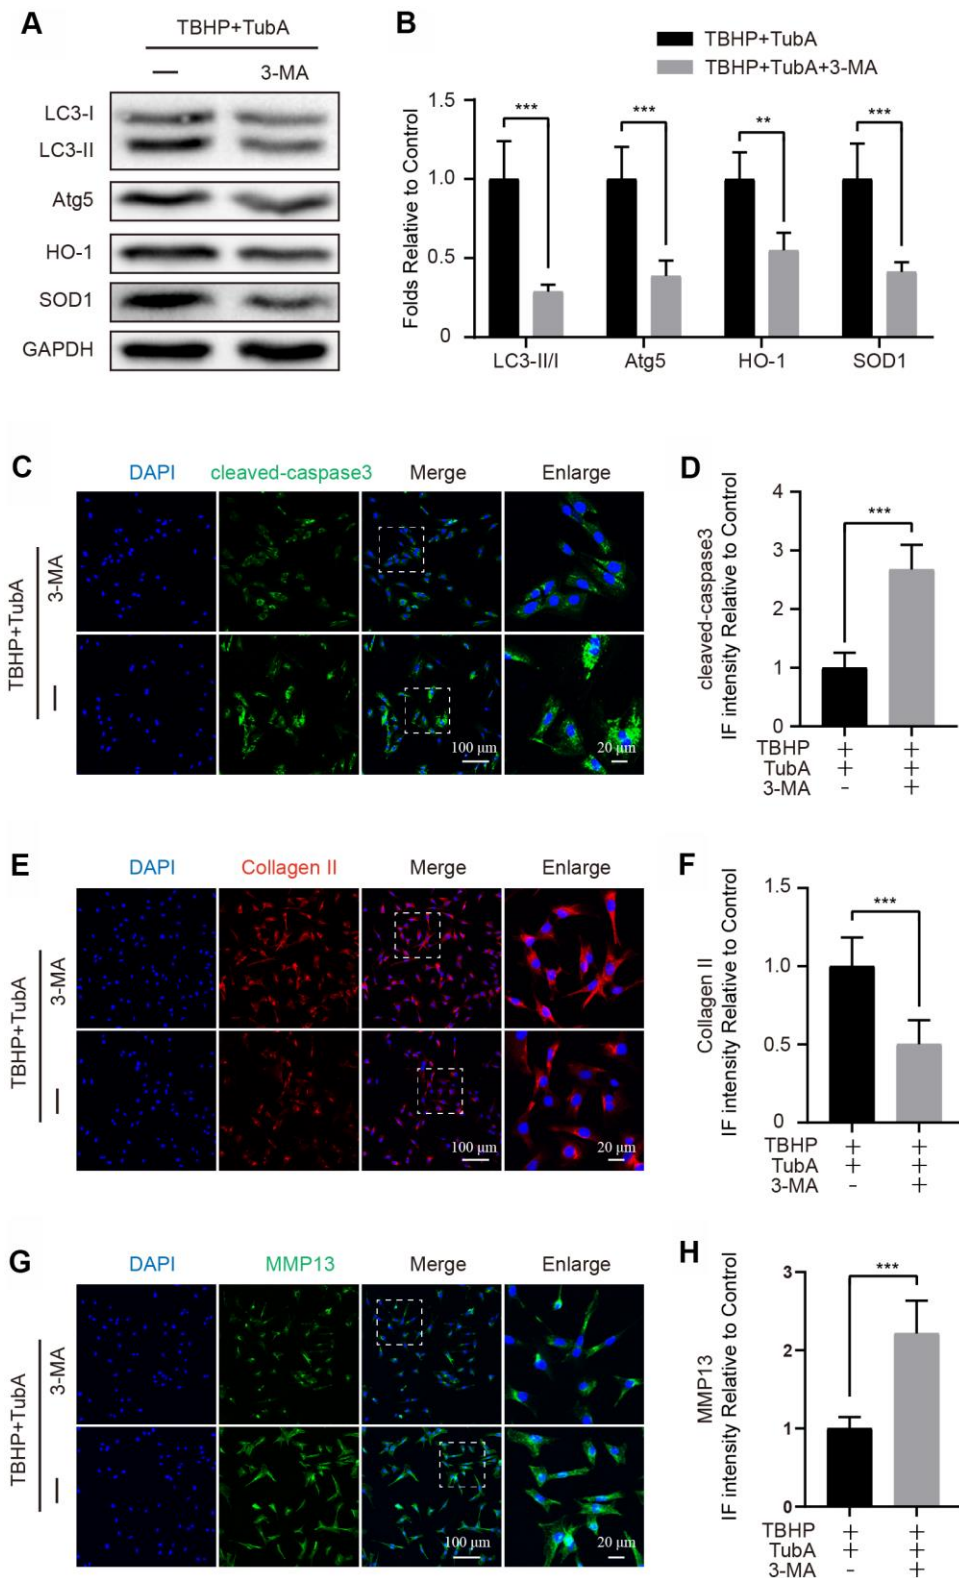 A
TBHP+TubA
— 3-MA
LC3-I
LC3-II
Atg5
HO-1
SOD1
GAPDH
B
TBHP+TubA
TBHP+TubA+3-MA
Folds Relative to Control
1.5
1.0
0.5
0
*** *** ** ***
LC3-II/I Atg5 HO-1 SOD1
C
DAPI cleaved-caspase3 Merge Enlarge
TBHP+TubA
3-MA
—
100 μm 20 μm
D
cleaved-caspase3
IF intensity Relative to Control
4
3
2
1
0
***
TBHP + +
TubA + +
3-MA - +
E
DAPI Collagen II Merge Enlarge
TBHP+TubA
3-MA
—
100 μm 20 μm
F
Collagen II
IF intensity Relative to Control
1.5
1.0
0.5
0
***
TBHP + +
TubA + +
3-MA - +
G
DAPI MMP13 Merge Enlarge
TBHP+TubA
3-MA
—
100 μm 20 μm
H
MMP13
IF intensity Relative to Control
3
2
1
0
***
TBHP + +
TubA + +
3-MA - +